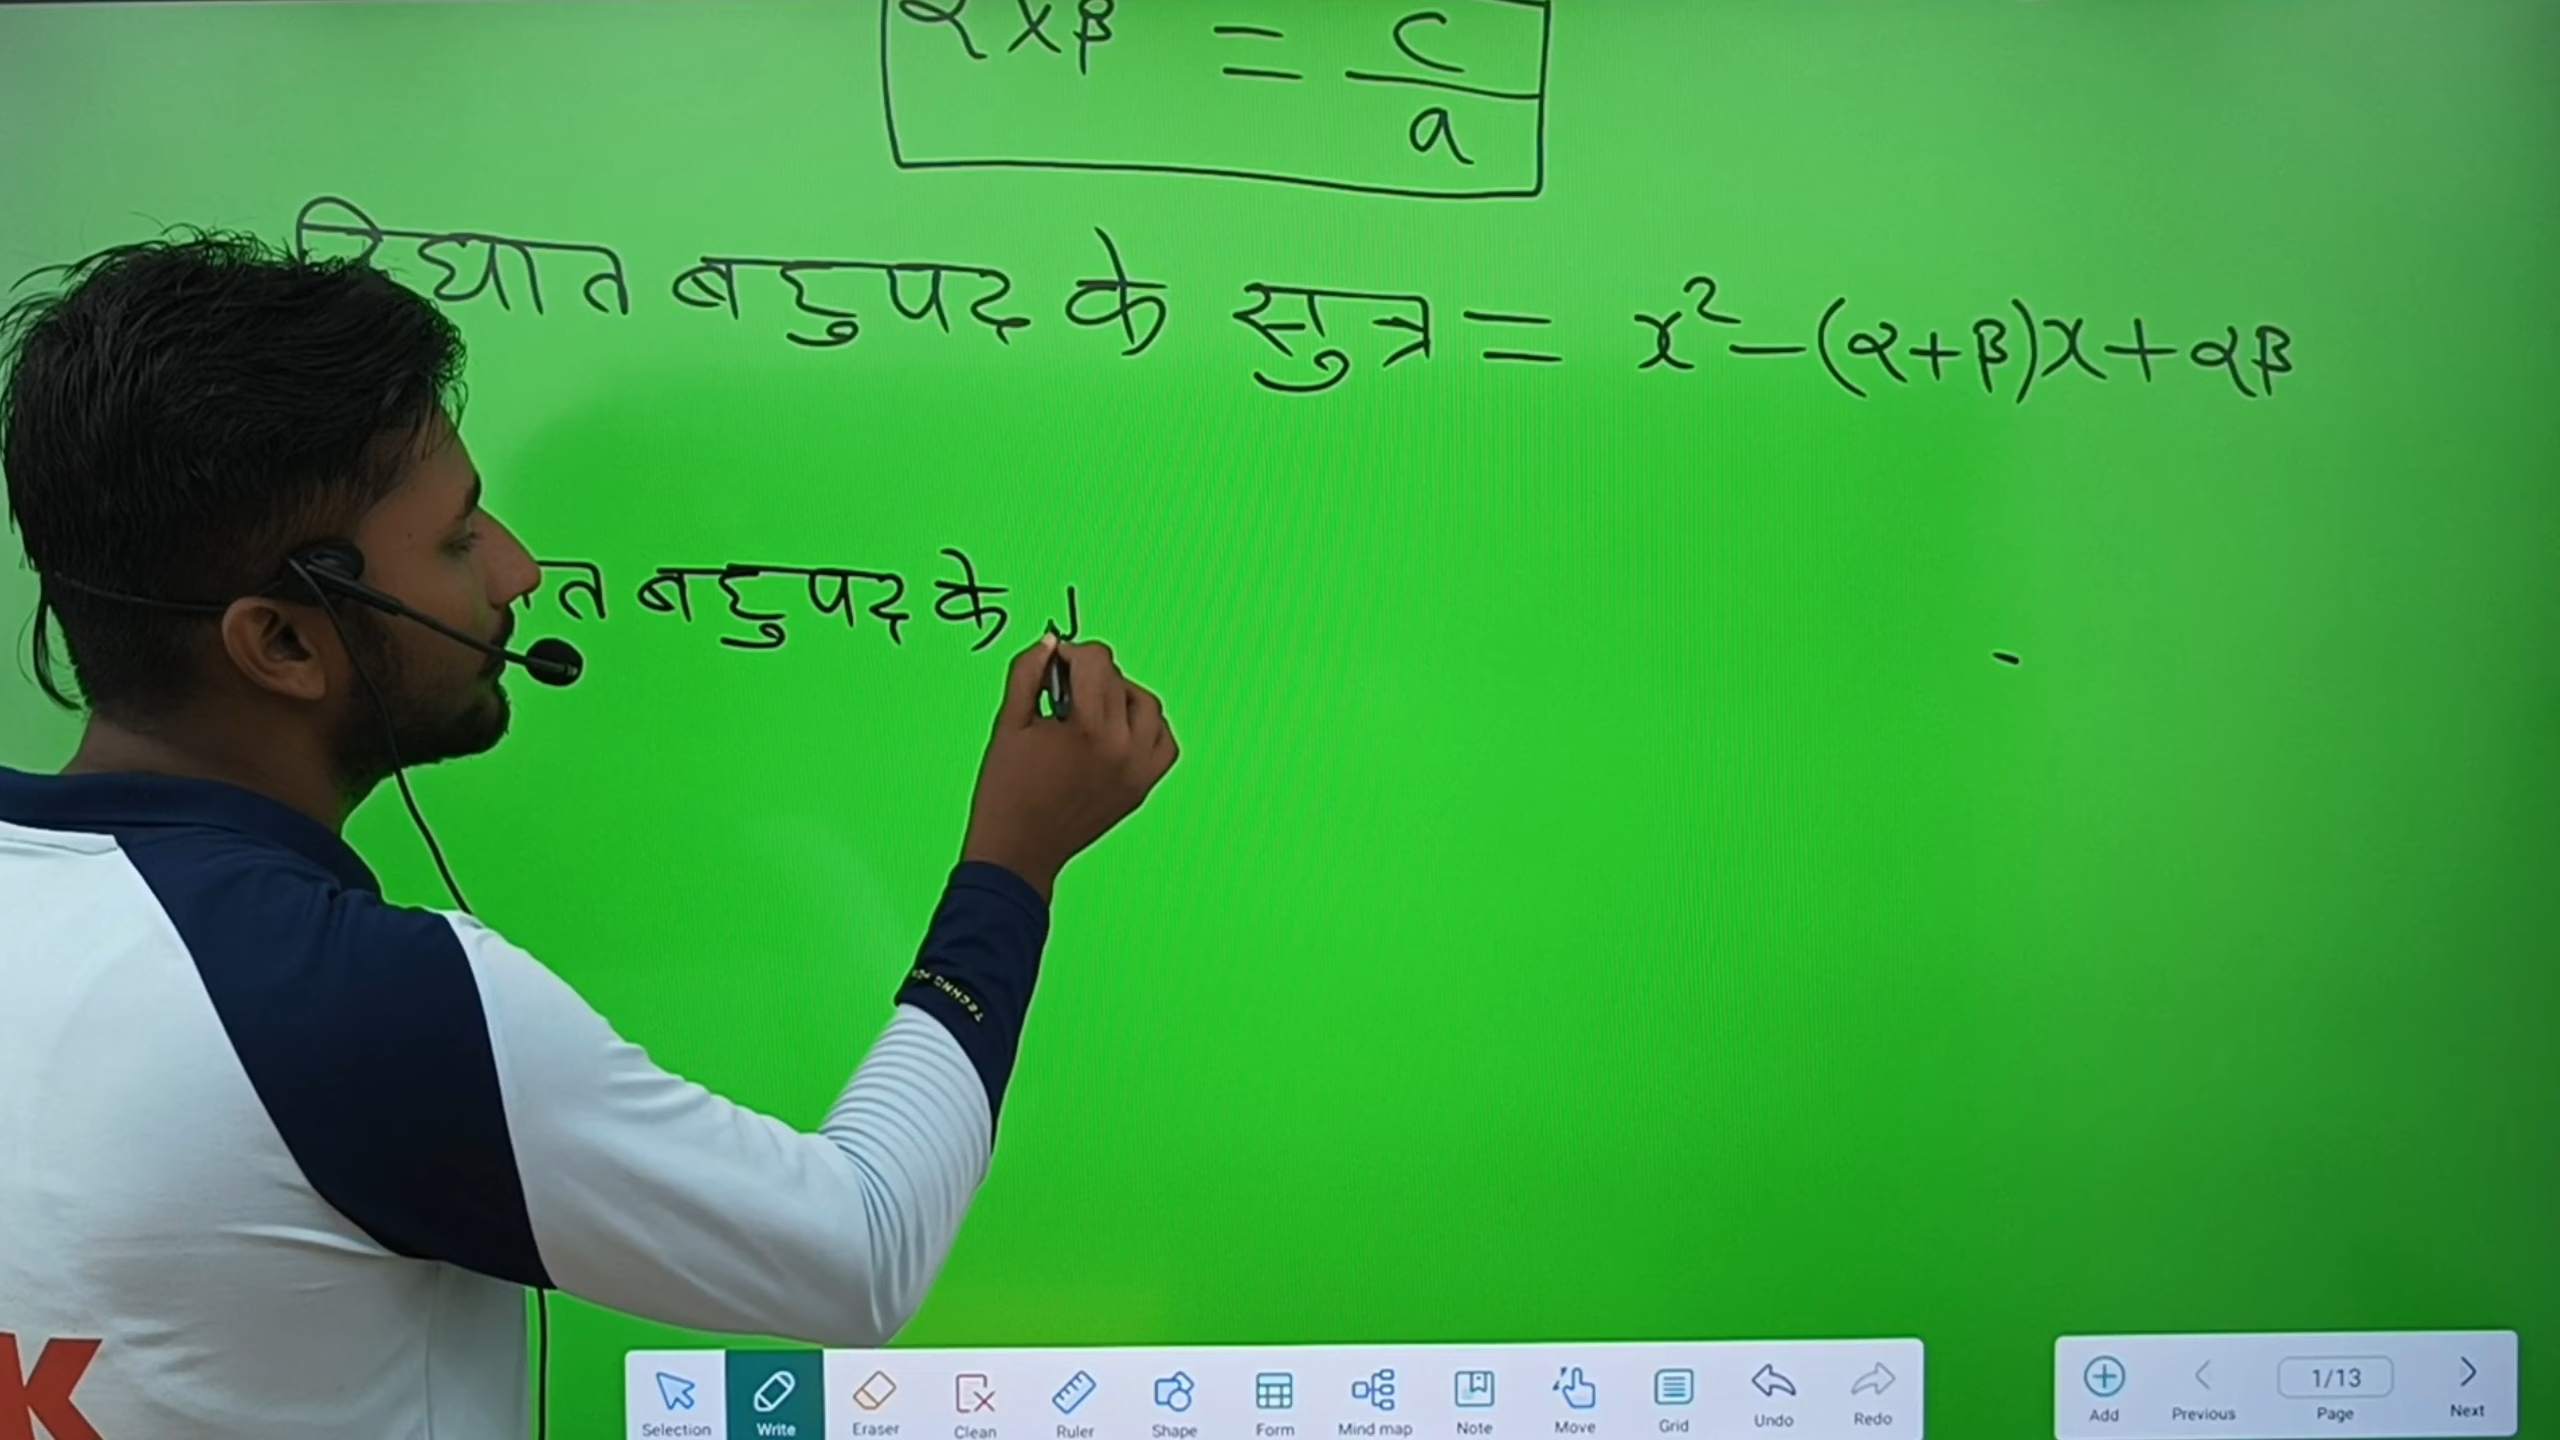 α×β = c/a
घात बहुपद के सुत्र = x² - (α+β)x + αβ
त बहुपद के
TECHNO
K
Selection Write Eraser Clean Ruler Shape Form Mind map Note Move Grid Undo Redo Add Previous 1/13 Page Next